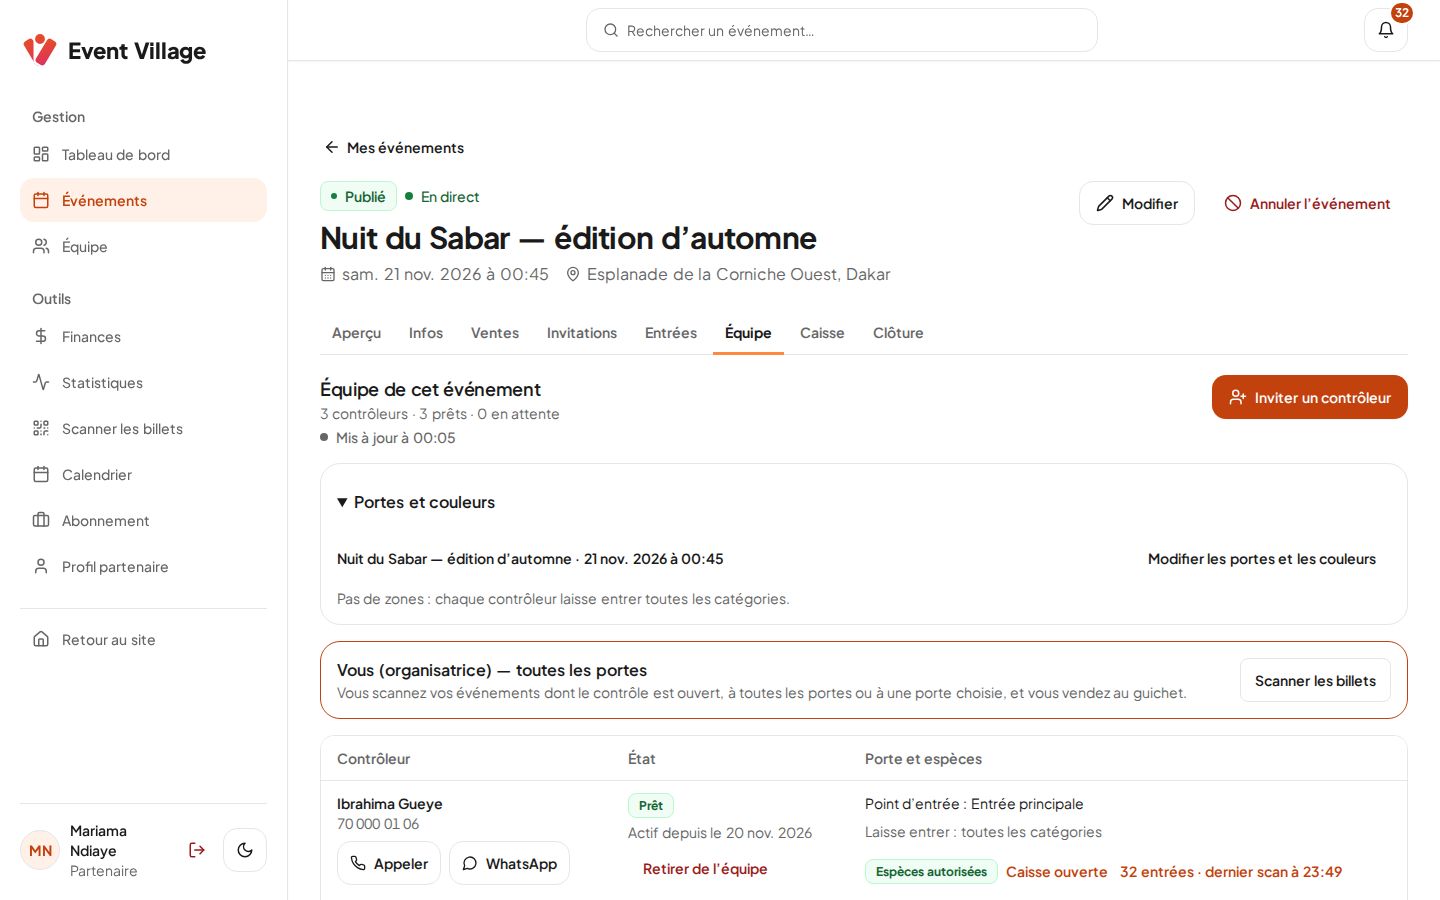 Event Village
Rechercher un événement…
32
Gestion
Tableau de bord
Événements
Équipe
Outils
Finances
Statistiques
Scanner les billets
Calendrier
Abonnement
Profil partenaire
Retour au site
MN
Mariama
Ndiaye
Partenaire
Mes événements
Publié
En direct
Modifier
Annuler l’événement
Nuit du Sabar — édition d’automne
sam. 21 nov. 2026 à 00:45
Esplanade de la Corniche Ouest, Dakar
Aperçu
Infos
Ventes
Invitations
Entrées
Équipe
Caisse
Clôture
Équipe de cet événement
3 contrôleurs · 3 prêts · 0 en attente
Mis à jour à 00:05
Inviter un contrôleur
Portes et couleurs
Nuit du Sabar — édition d’automne · 21 nov. 2026 à 00:45
Modifier les portes et les couleurs
Pas de zones : chaque contrôleur laisse entrer toutes les catégories.
Vous (organisatrice) — toutes les portes
Vous scannez vos événements dont le contrôle est ouvert, à toutes les portes ou à une porte choisie, et vous vendez au guichet.
Scanner les billets
Contrôleur
État
Porte et espèces
Ibrahima Gueye
70 000 01 06
Appeler
WhatsApp
Prêt
Actif depuis le 20 nov. 2026
Retirer de l’équipe
Point d’entrée : Entrée principale
Laisse entrer : toutes les catégories
Espèces autorisées
Caisse ouverte
32 entrées · dernier scan à 23:49